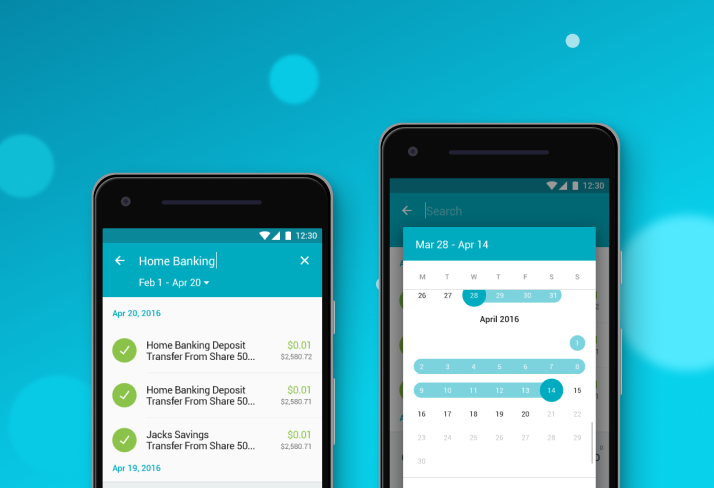 12:30
Home Banking
Feb 1 - Apr 20
Apr 20, 2016
Home Banking Deposit $0.01
Transfer From Share 50... $2,580.72
Home Banking Deposit $0.01
Transfer From Share 50... $2,580.71
Jacks Savings $0.01
Transfer From Share 50... $2,580.71
Apr 19, 2016
12:30
Search
Mar 28 - Apr 14
M T W T F S S
26 27 28 29 30 31
April 2016
1
2 3 4 5 6 7 8
9 10 11 12 13 14 15
16 17 18 19 20 21 22
23 24 25 26 27 28 29
30